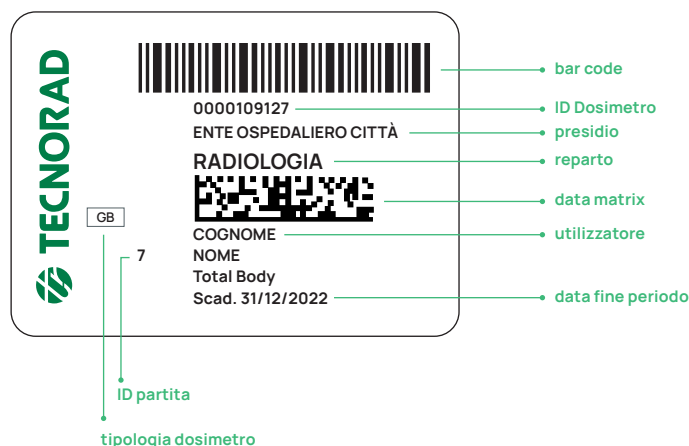 TECNORAD
0000109127
ENTE OSPEDALIERO CITTÀ
RADIOLOGIA
GB
COGNOME
7
NOME
Total Body
Scad. 31/12/2022
bar code
ID Dosimetro
presidio
reparto
data matrix
utilizzatore
data fine periodo
ID partita
tipologia dosimetro